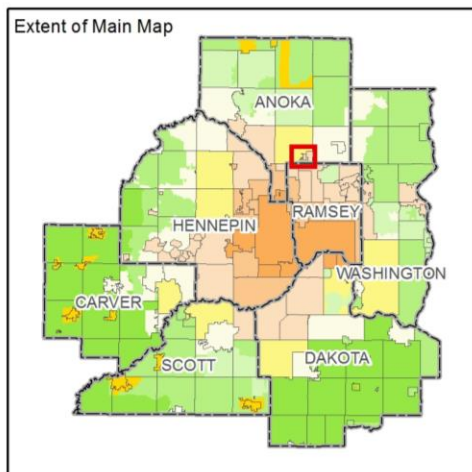 Extent of Main Map
ANOKA
HENNEPIN
RAMSEY
WASHINGTON
CARVER
SCOTT
DAKOTA